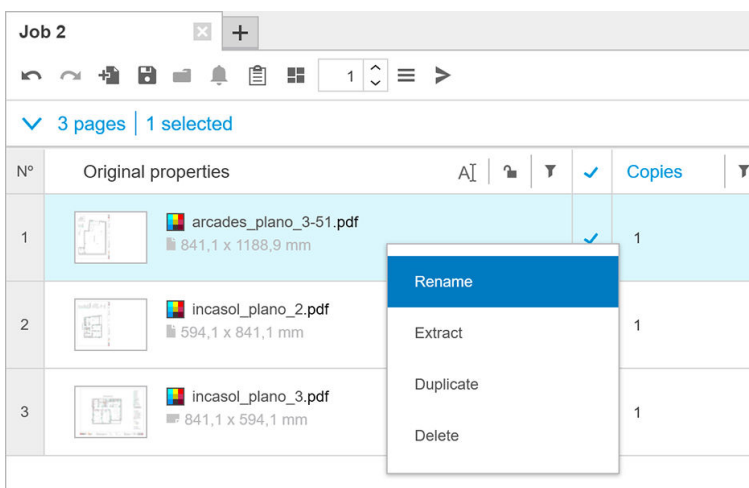 Job 2
1
3 pages | 1 selected
Nº Original properties Copies
1 arcades_plano_3-51.pdf 1
841,1 x 1188,9 mm
Rename
2 incasol_plano_2.pdf 1
594,1 x 841,1 mm
Extract
Duplicate
3 incasol_plano_3.pdf 1
841,1 x 594,1 mm
Delete